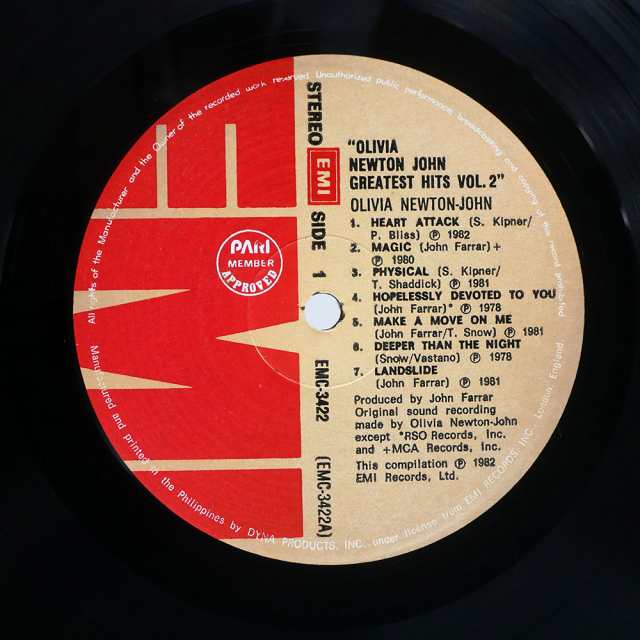 All rights of the Manufacturer and the Owner of the recorded work reserved. Unauthorized public performance, broadcasting and copying of the record prohibited.
STEREO EMI SIDE 1 EMC-3422 (EMC-3422A)
"OLIVIA
NEWTON JOHN
GREATEST HITS VOL. 2"
OLIVIA NEWTON-JOHN
1. HEART ATTACK (S. Kipner/
P. Bliss) ℗ 1982
2. MAGIC (John Farrar)+
℗ 1980
3. PHYSICAL (S. Kipner/
T. Shaddick) ℗ 1981
4. HOPELESSLY DEVOTED TO YOU
(John Farrar)* ℗ 1978
5. MAKE A MOVE ON ME
(John Farrar/T. Snow) ℗ 1981
6. DEEPER THAN THE NIGHT
(Snow/Vastano) ℗ 1978
7. LANDSLIDE
(John Farrar) ℗ 1981
Produced by John Farrar
Original sound recording
made by Olivia Newton-John
except *RSO Records, Inc.
and +MCA Records, Inc.
This compilation ℗ 1982
EMI Records, Ltd.
PARI
MEMBER
APPROVED
EMI
Manufactured and printed in the Philippines by DYNA PRODUCTS, INC. under license from EMI RECORDS, INC. London, England.